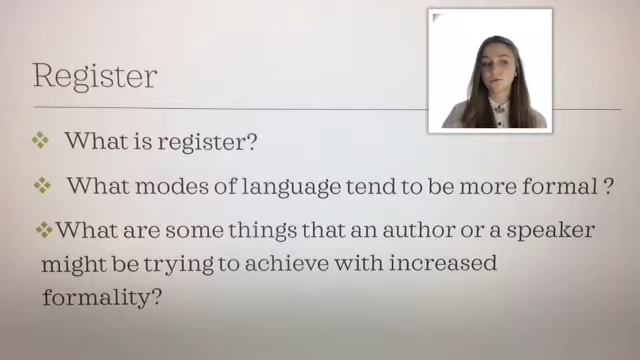 Register
What is register?
What modes of language tend to be more formal ?
What are some things that an author or a speaker
might be trying to achieve with increased
formality?